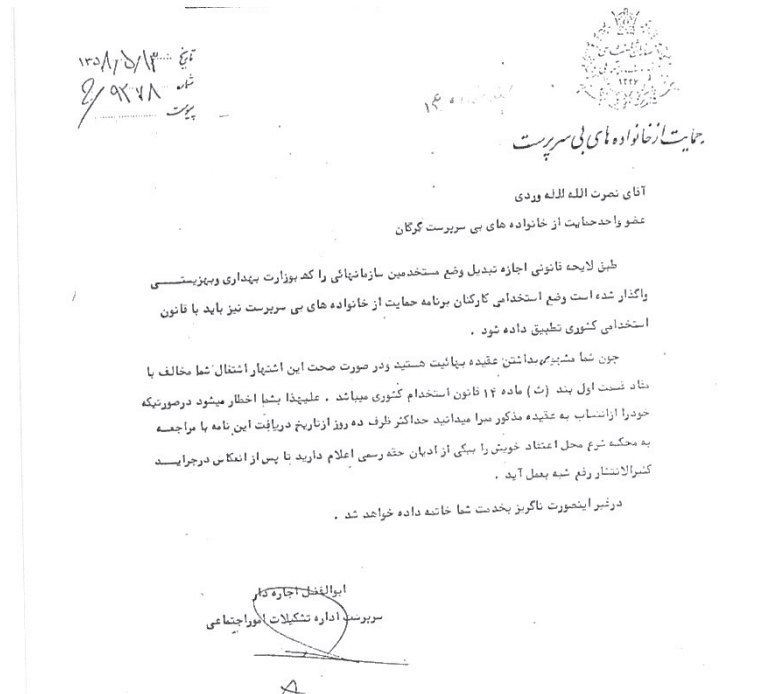 تاریخ ۱۳۵۸/۵/۱۳
شماره ۹۲۷۸/ح
پیوست
۱۳۲۶
حمایت از خانواده های بی سرپرست
آقای نصرت الله لله وردی
عضو واحد حمایت از خانواده های بی سرپرست گرگان
طبق لایحه قانونی اجازه تبدیل وضع مستخدمین سازمانهائی را که بوزارت بهداری وبهزیستی
واگذار شده است وضع استخدامی کارکنان برنامه حمایت از خانواده های بی سرپرست نیز باید با قانون
استخدامی کشوری تطبیق داده شود .
چون شما مشهور بداشتن عقیده بهائیت هستید ودر صورت صحت این اشتهار اشتغال شما مخالف با
مفاد قسمت اول بند (ث) ماده ۱۴ قانون استخدام کشوری میباشد . علیهذا بشما اخطار میشود درصورتیکه
خودرا ازانتساب به عقیده مذکور مبرا میدانید حداکثر ظرف ده روز ازتاریخ دریافت این نامه با مراجعه
به محکمه شرع محل اعتقاد خویش را بیکی از ادیان حقه رسمی اعلام دارید تا پس از انعکاس درجراید
کثیرالانتشار رفع شبه بعمل آید .
درغیر اینصورت ناگزیر بخدمت شما خاتمه داده خواهد شد .
ابوالفضل اجاره دار
سرپرست اداره تشکیلات امور اجتماعی